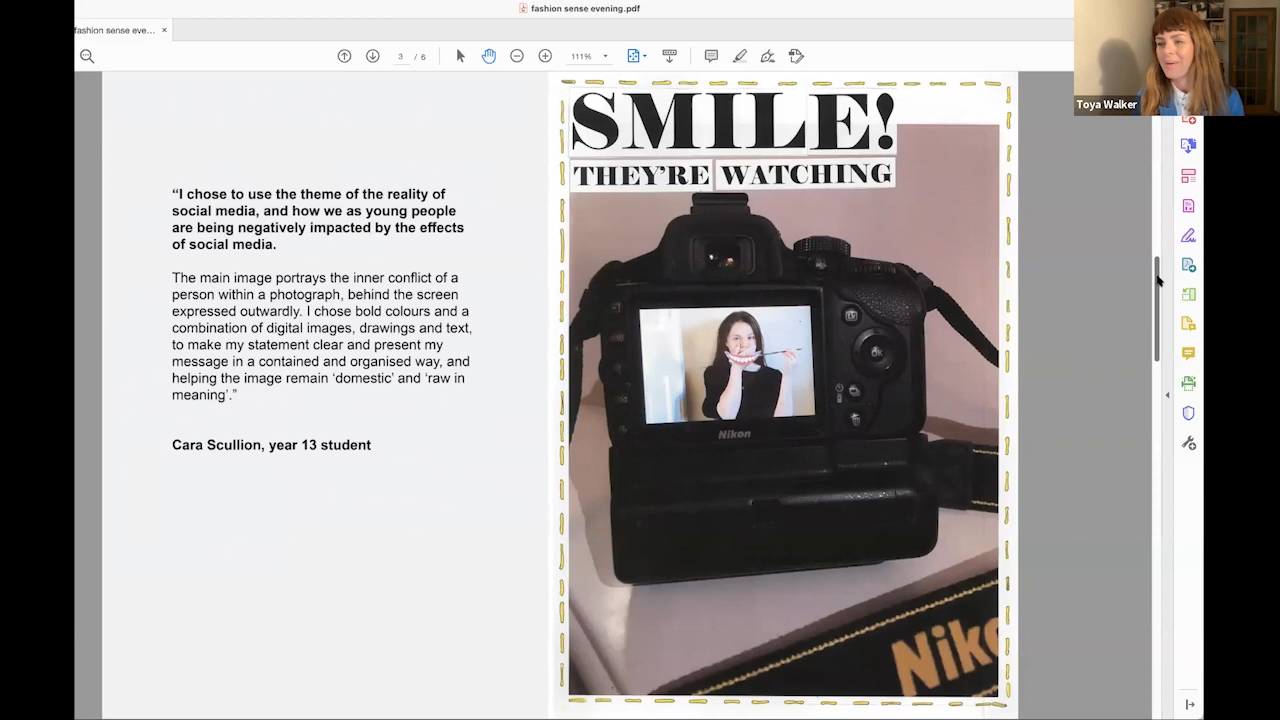 fashion sense evening.pdf
fashion sense eve... ×
3 / 6
111%
Toya Walker
SMILE!
THEY'RE WATCHING
“I chose to use the theme of the reality of
social media, and how we as young people
are being negatively impacted by the effects
of social media.
The main image portrays the inner conflict of a
person within a photograph, behind the screen
expressed outwardly. I chose bold colours and a
combination of digital images, drawings and text,
to make my statement clear and present my
message in a contained and organised way, and
helping the image remain ‘domestic’ and ‘raw in
meaning’.”
Cara Scullion, year 13 student
LV
OK
Nikon
Niko